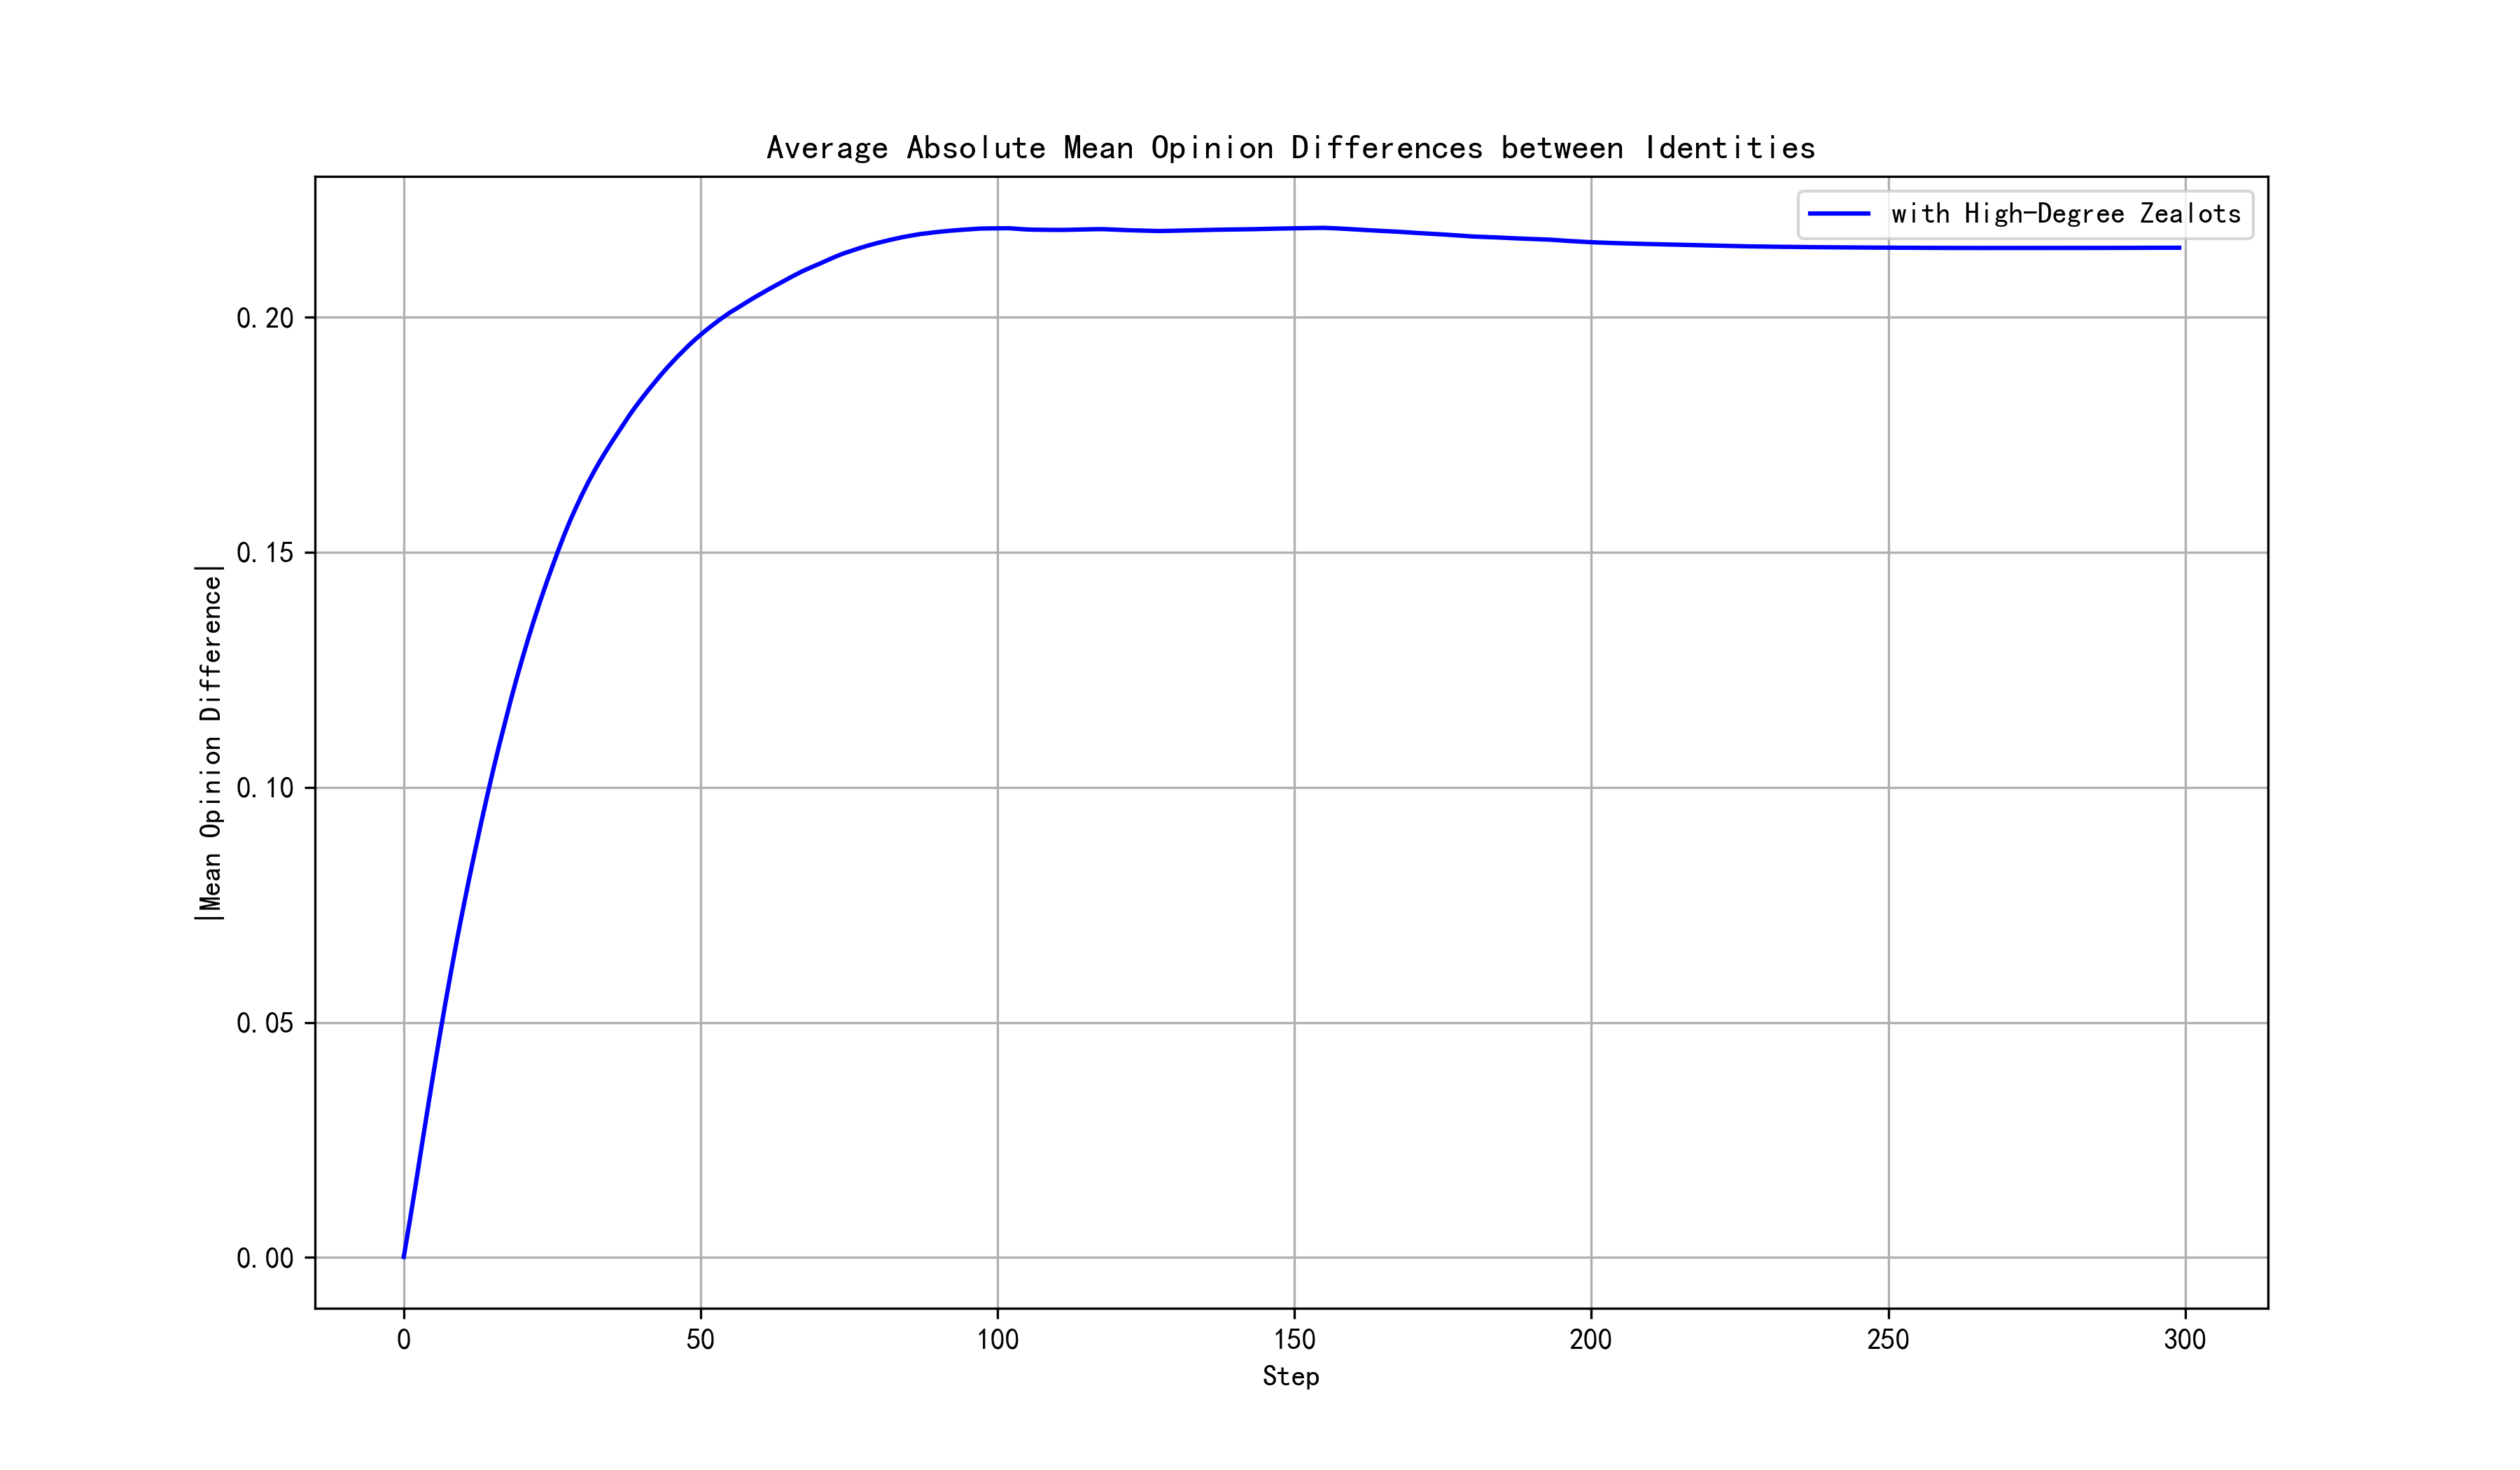 Average Absolute Mean Opinion Differences between Identities
with High-Degree Zealots
|Mean Opinion Difference|
0.20
0.15
0.10
0.05
0.00
0 50 100 150 200 250 300
Step